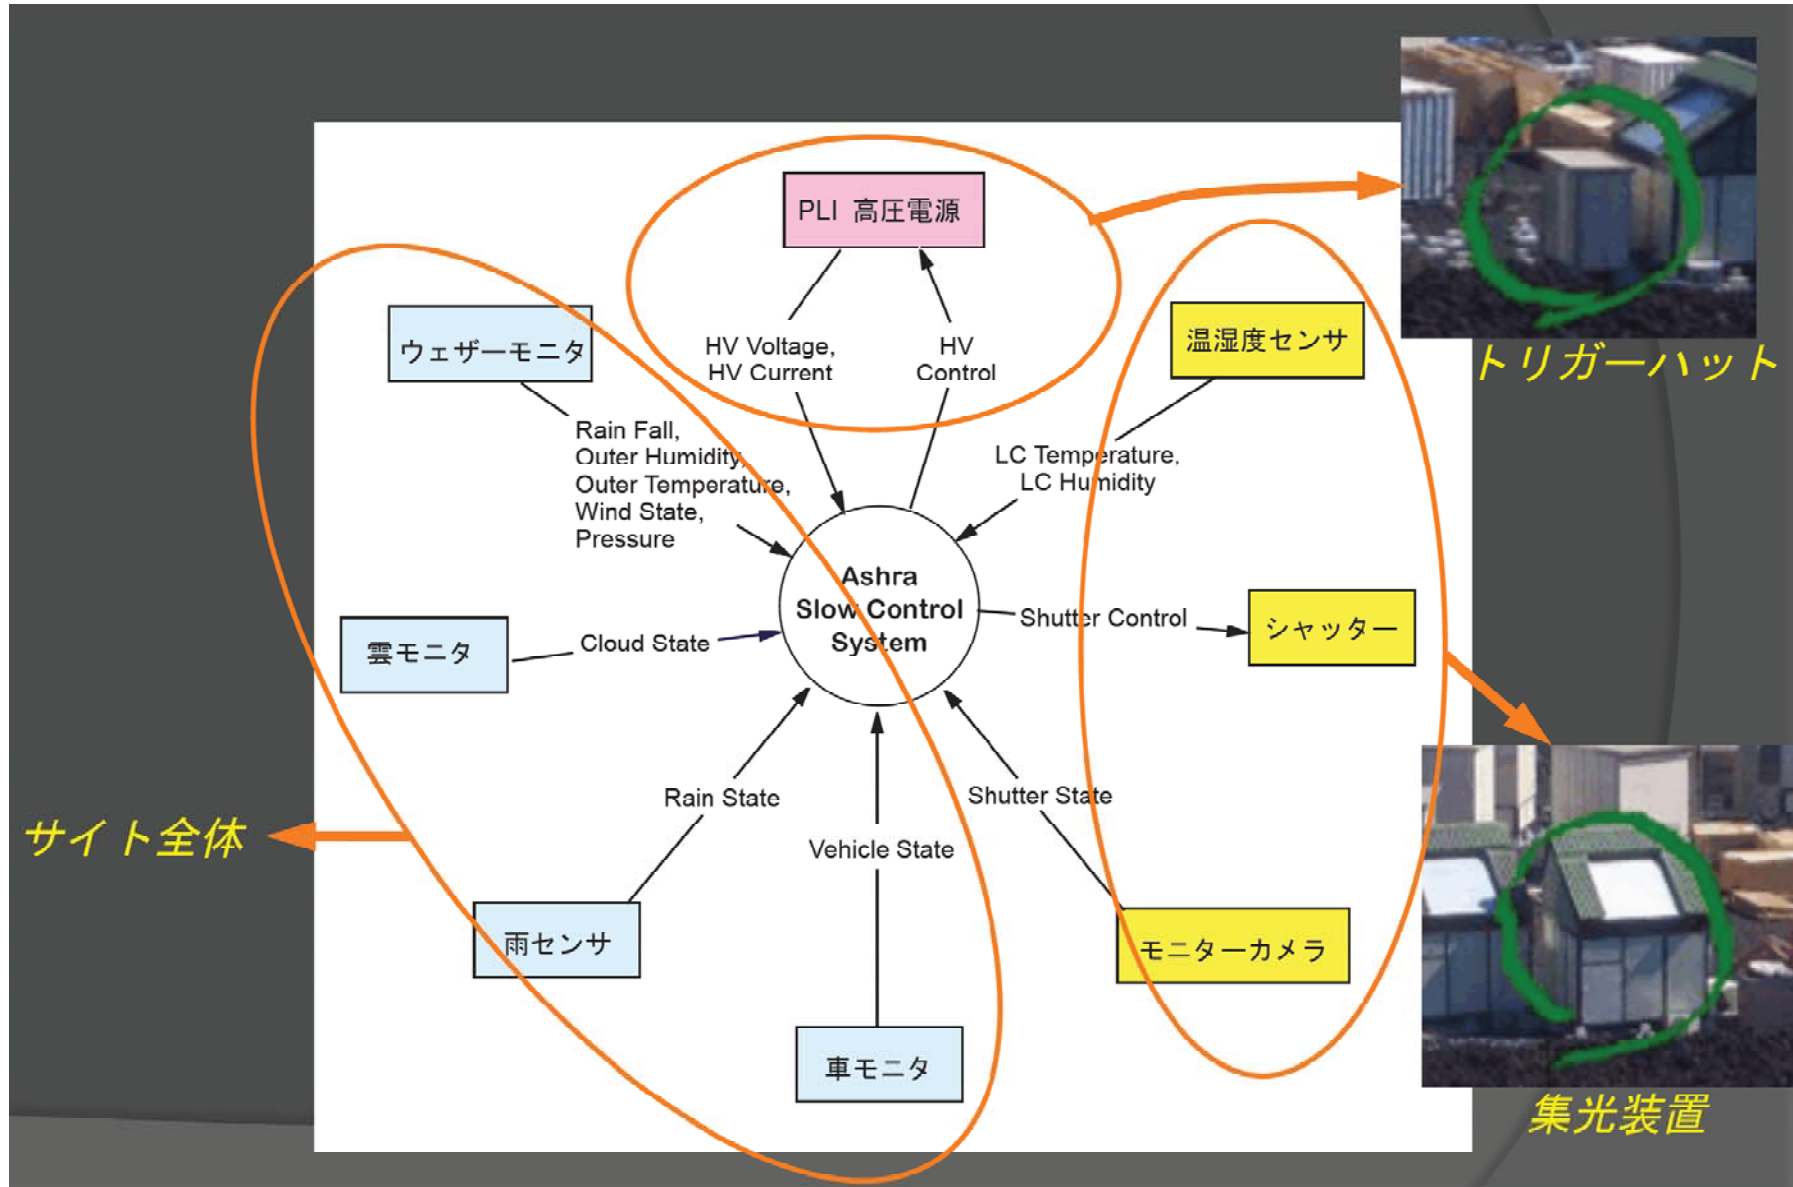 PLI 高圧電源
ウェザーモニタ
温湿度センサ
トリガーハット
HV Voltage,
HV Current
HV
Control
Rain Fall,
Outer Humidity,
Outer Temperature,
Wind State,
Pressure
LC Temperature,
LC Humidity
Ashra
Slow Control
System
雲モニタ
Cloud State
Shutter Control
シャッター
Rain State
Shutter State
サイト全体
Vehicle State
雨センサ
モニターカメラ
車モニタ
集光装置